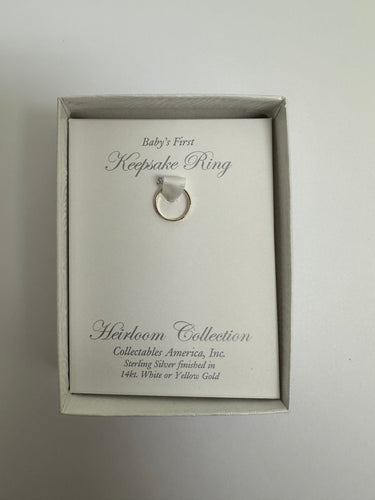 Baby's First
Keepsake Ring
Heirloom Collection
Collectables America, Inc.
Sterling Silver finished in
14kt. White or Yellow Gold